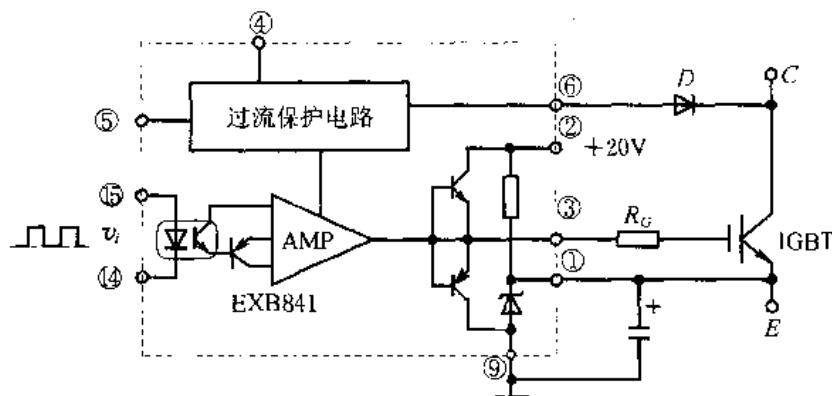 ④
⑥
D
C
⑤
过流保护电路
②
+20V
⑮
③
R_G
υ_i
AMP
IGBT
①
⑭
EXB841
+
E
⑨